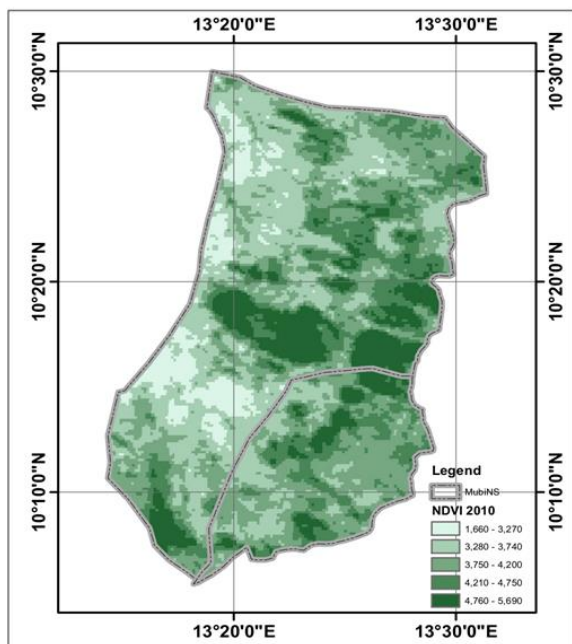 13°20'0"E 13°30'0"E
10°30'0"N 10°30'0"N
10°20'0"N 10°20'0"N
10°10'0"N 10°10'0"N
Legend
MubiNS
NDVI 2010
1,660 - 3,270
3,280 - 3,740
3,750 - 4,200
4,210 - 4,750
4,760 - 5,690
13°20'0"E 13°30'0"E